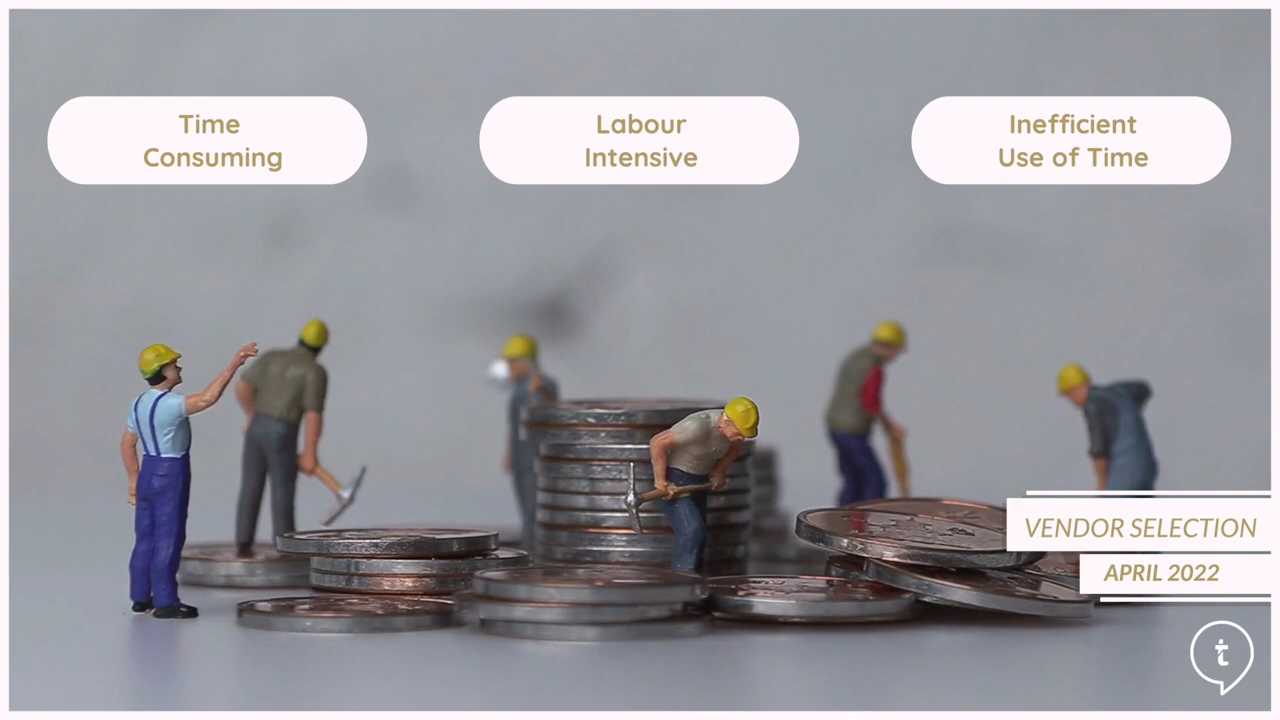 Time
Consuming
Labour
Intensive
Inefficient
Use of Time
VENDOR SELECTION
APRIL 2022
t